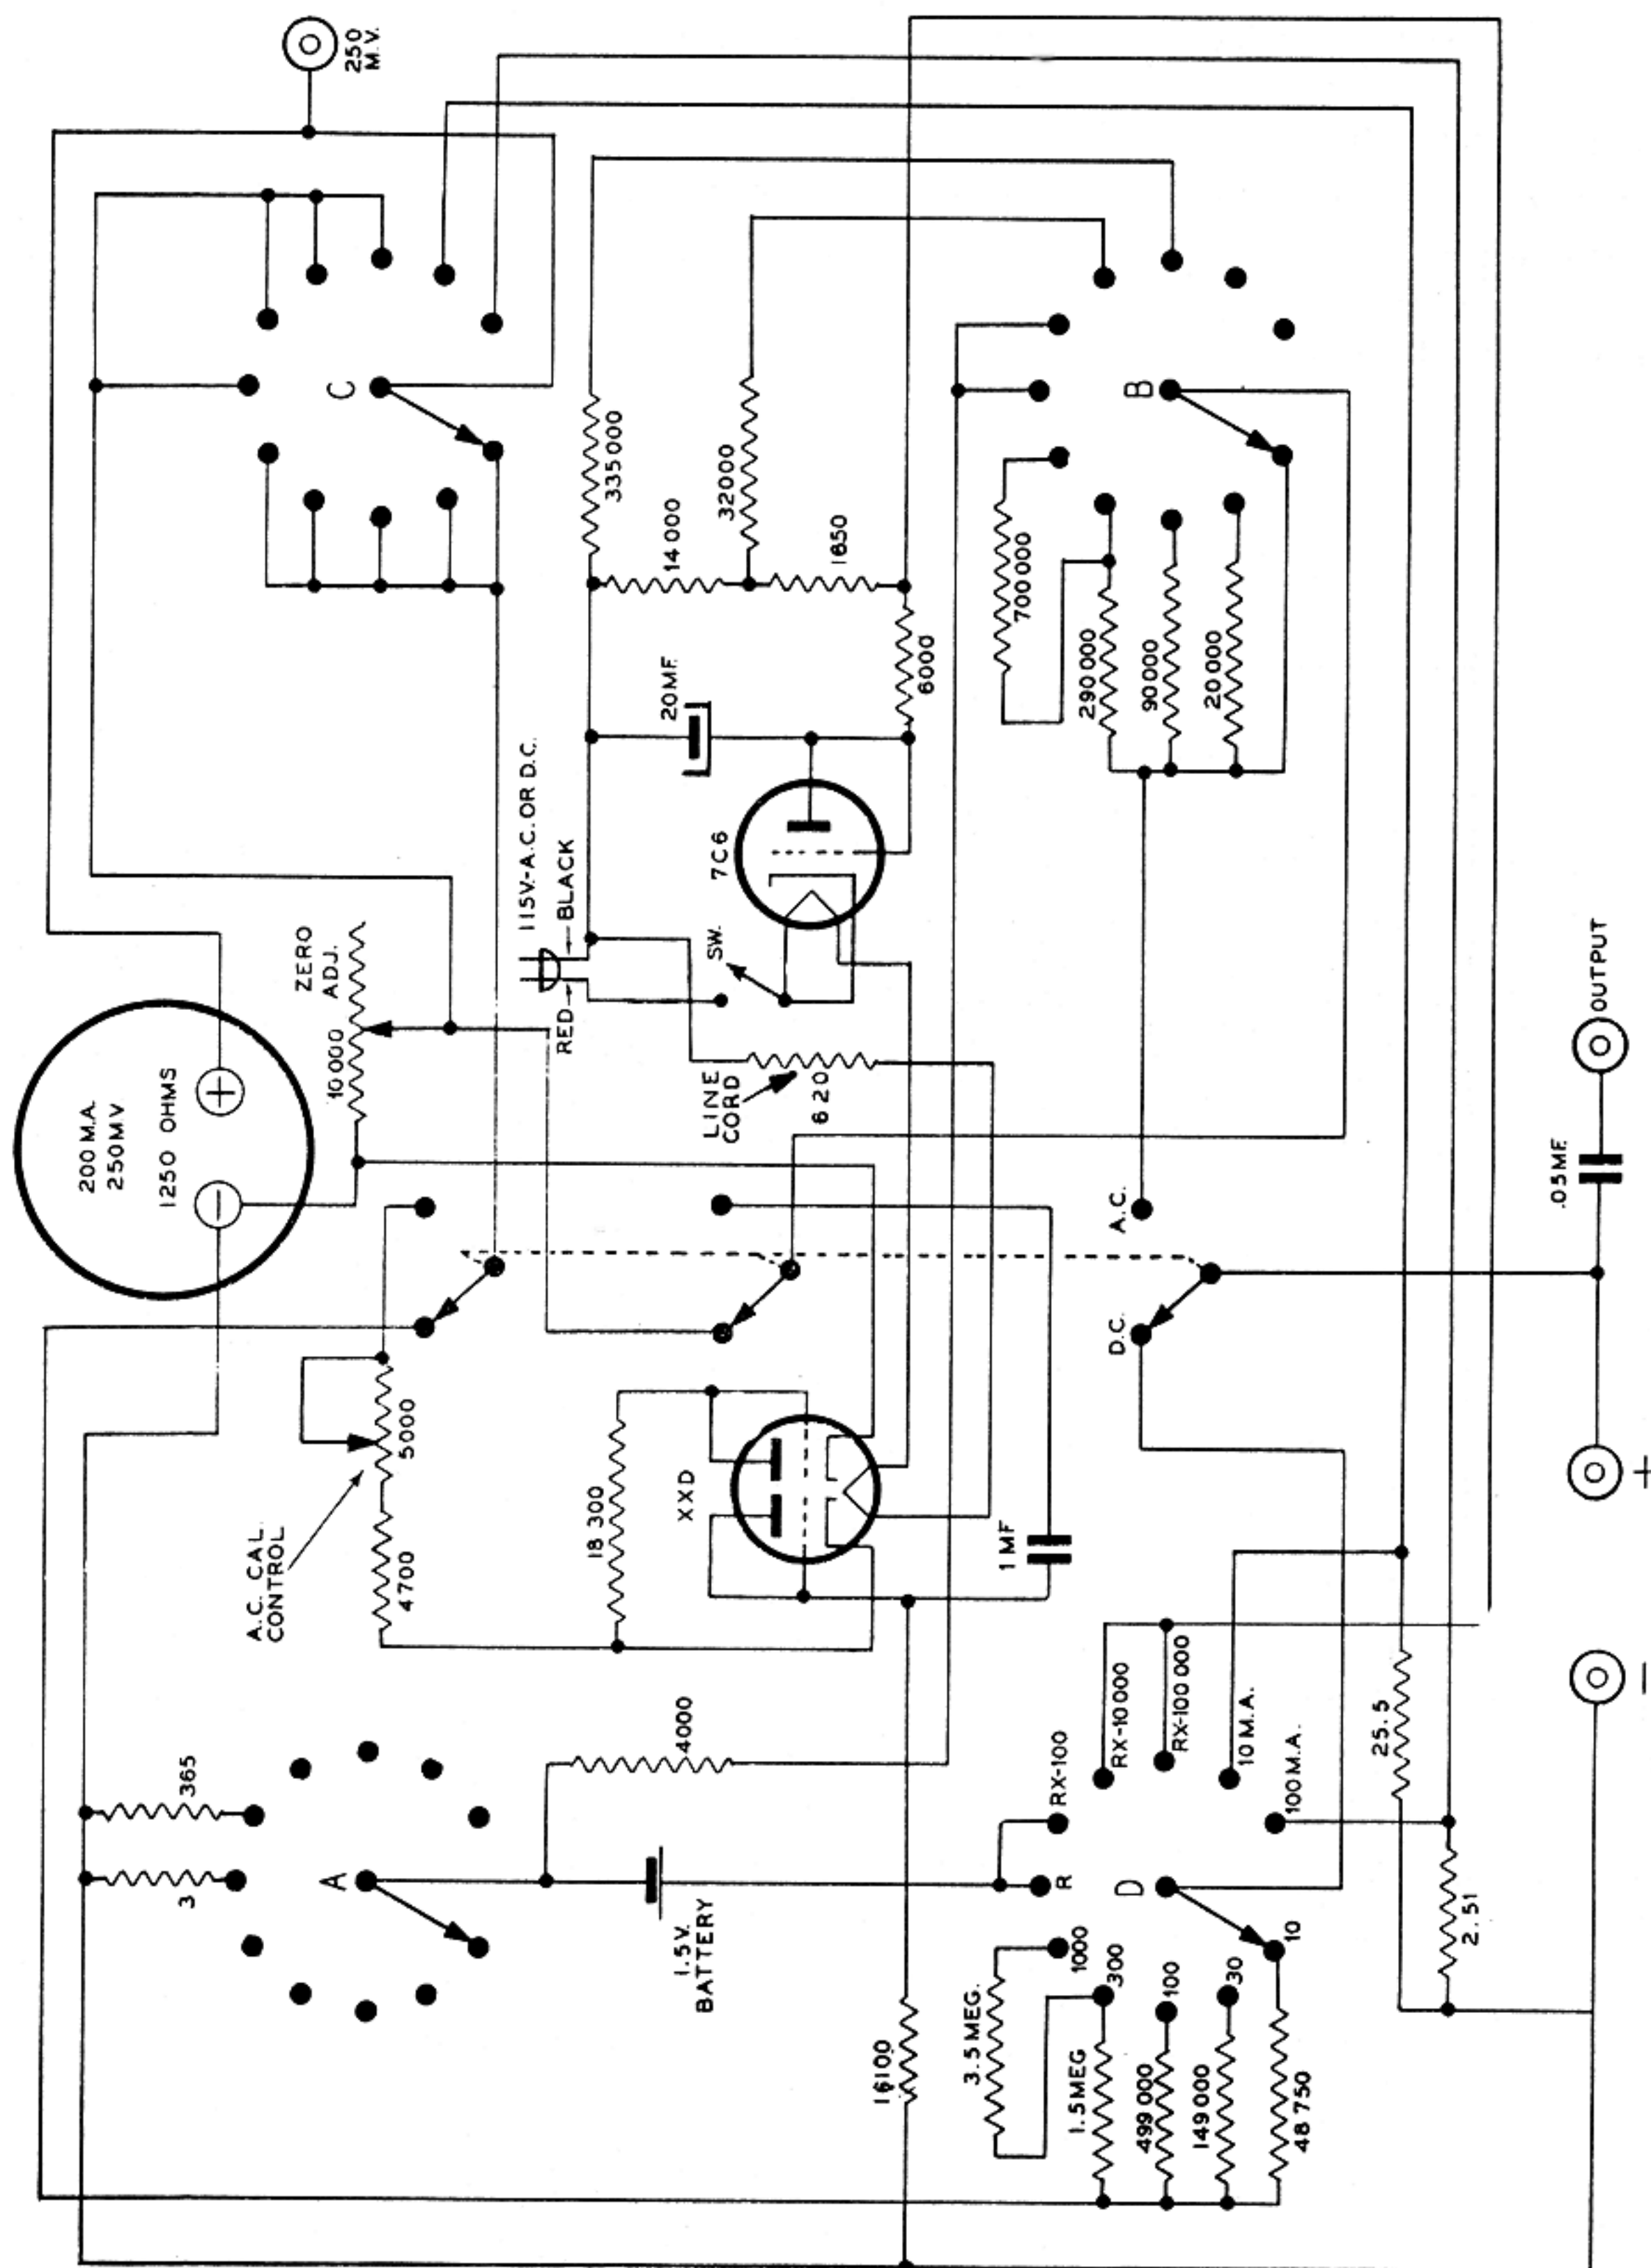 250
M.V.
C
200 M.A.
250 MV
1250 OHMS
+
−
ZERO
ADJ.
10000
335000
14000
32000
1650
6000
20MF.
115V-A.C. OR D.C.
RED
BLACK
SW.
7C6
LINE
CORD
620
700000
290000
90000
20000
B
A.C. CAL.
CONTROL
5000
4700
18300
XXD
1MF
A.C.
D.C.
.05MF.
OUTPUT
+
−
365
3
A
4000
1.5V.
BATTERY
16100
R
RX-100
RX-10000
RX-100000
10 M.A.
100 M.A.
D
1000
300
100
30
10
3.5 MEG.
1.5MEG
499000
149000
48750
25.5
2.51